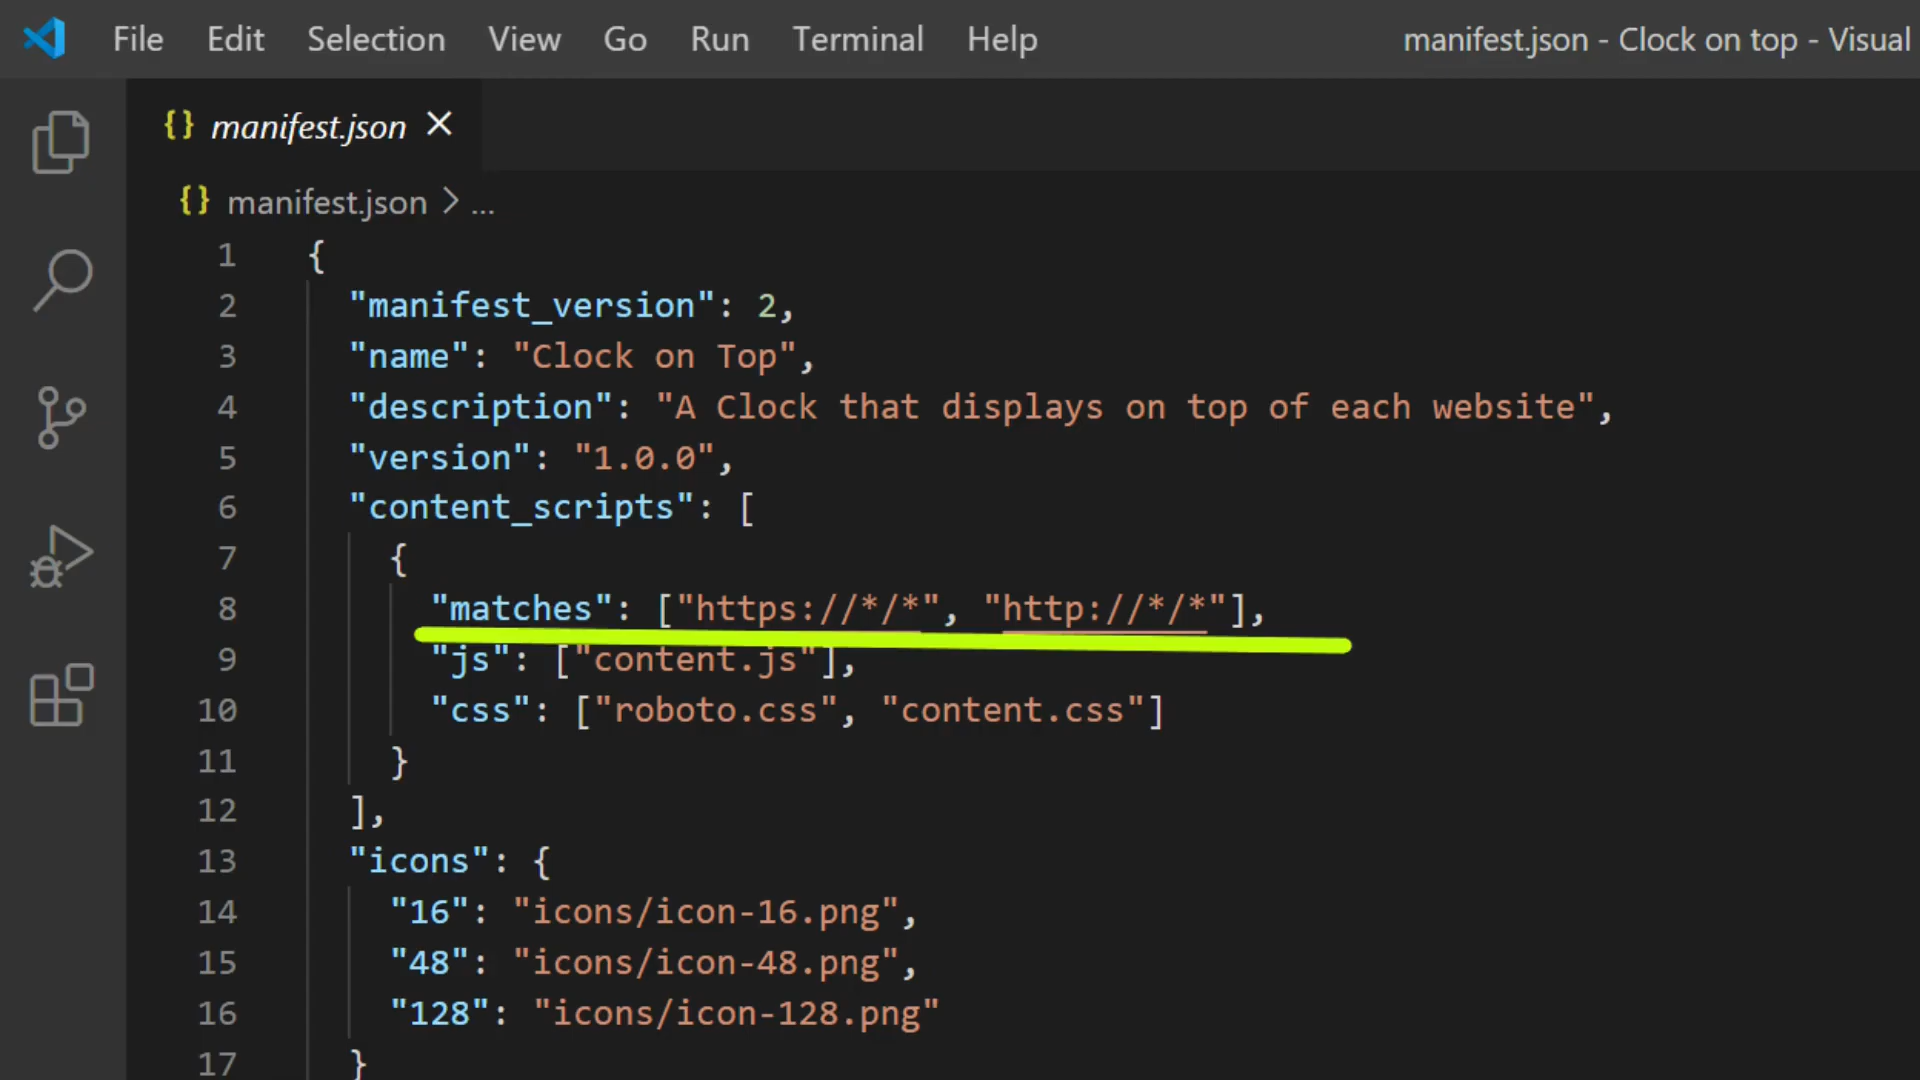 File Edit Selection View Go Run Terminal Help manifest.json - Clock on top - Visual
{} manifest.json ×
{} manifest.json > ...
1 {
2 "manifest_version": 2,
3 "name": "Clock on Top",
4 "description": "A Clock that displays on top of each website",
5 "version": "1.0.0",
6 "content_scripts": [
7 {
8 "matches": ["https://*/*", "http://*/*"],
9 "js": ["content.js"],
10 "css": ["roboto.css", "content.css"]
11 }
12 ],
13 "icons": {
14 "16": "icons/icon-16.png",
15 "48": "icons/icon-48.png",
16 "128": "icons/icon-128.png"
17 }